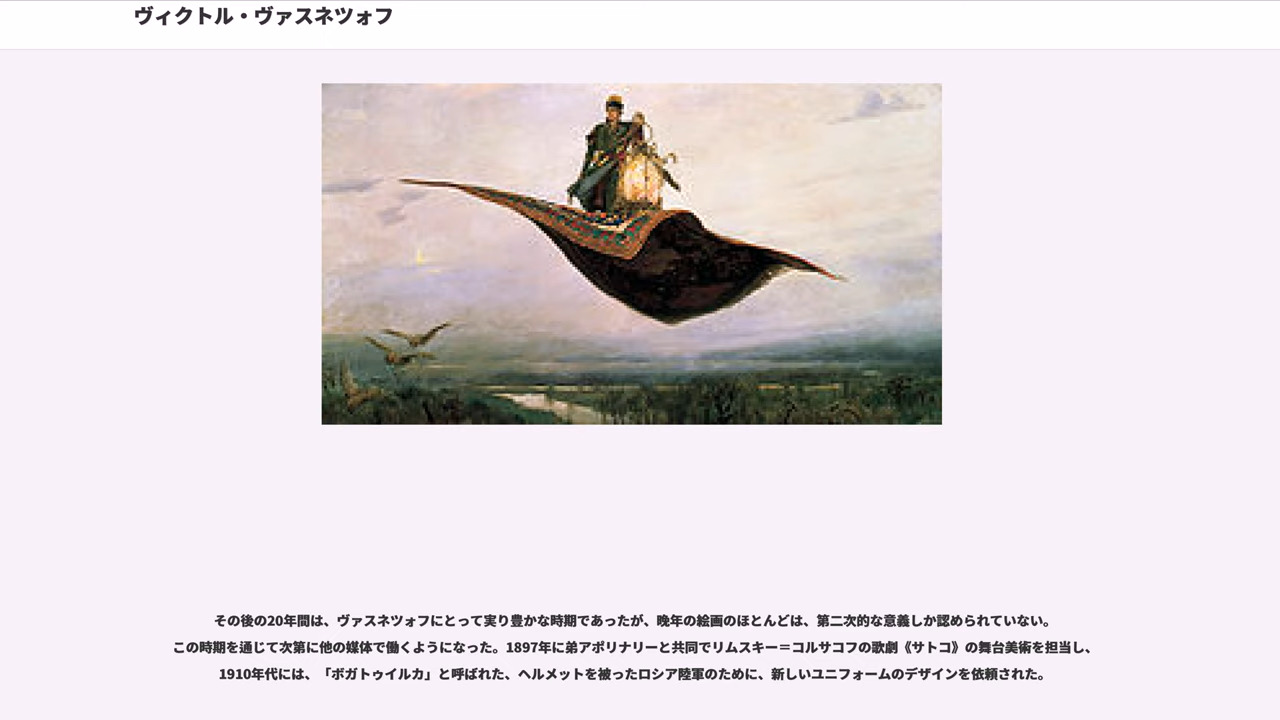 ヴィクトル・ヴァスネツォフ
その後の20年間は、ヴァスネツォフにとって実り豊かな時期であったが、晩年の絵画のほとんどは、第二次的な意義しか認められていない。
この時期を通じて次第に他の媒体で働くようになった。1897年に弟アポリナリーと共同でリムスキー＝コルサコフの歌劇《サトコ》の舞台美術を担当し、
1910年代には、「ボガトゥイルカ」と呼ばれた、ヘルメットを被ったロシア陸軍のために、新しいユニフォームのデザインを依頼された。